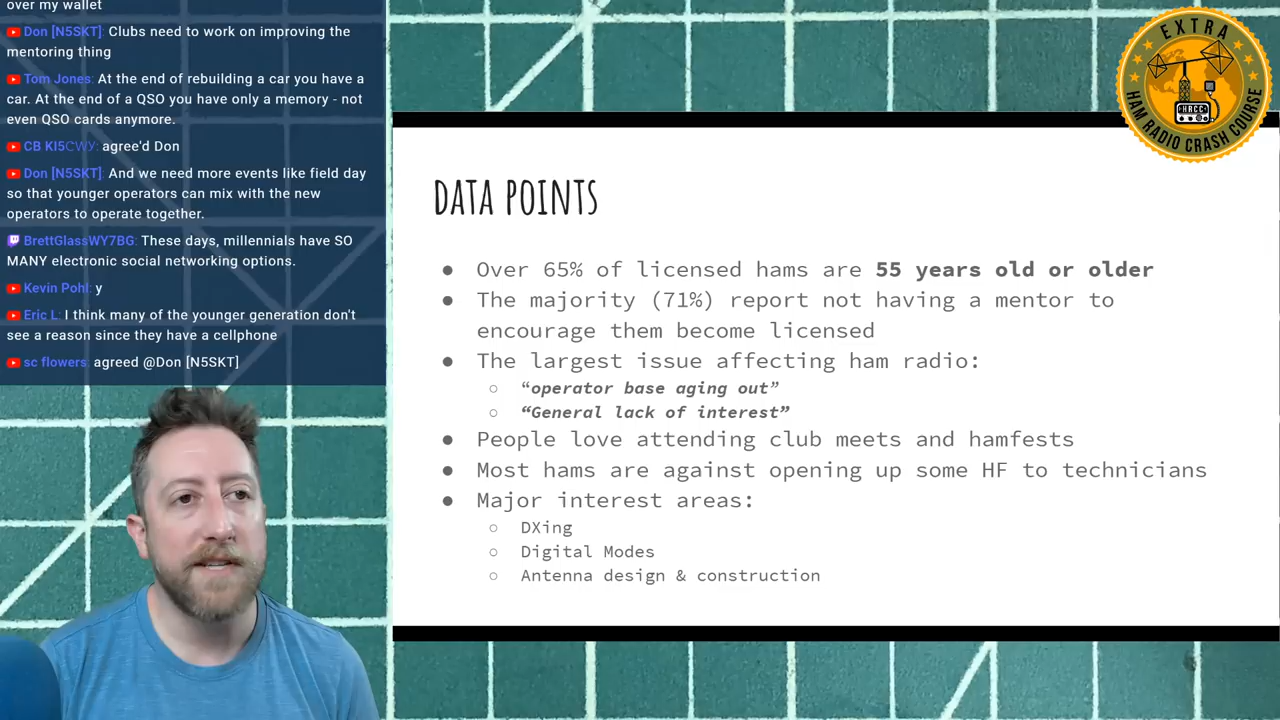 over my wallet
Don [N5SKT]: Clubs need to work on improving the
mentoring thing
Tom Jones: At the end of rebuilding a car you have a
car. At the end of a QSO you have only a memory - not
even QSO cards anymore.
CB KI5CWY: agree'd Don
Don [N5SKT]: And we need more events like field day
so that younger operators can mix with the new
operators to operate together.
BrettGlassWY7BG: These days, millennials have SO
MANY electronic social networking options.
Kevin Pohl: y
Eric L: I think many of the younger generation don't
see a reason since they have a cellphone
sc flowers: agreed @Don [N5SKT]
EXTRA
HRCC
HAM RADIO CRASH COURSE
DATA POINTS
● Over 65% of licensed hams are 55 years old or older
● The majority (71%) report not having a mentor to
encourage them become licensed
● The largest issue affecting ham radio:
○ “operator base aging out”
○ “General lack of interest”
● People love attending club meets and hamfests
● Most hams are against opening up some HF to technicians
● Major interest areas:
○ DXing
○ Digital Modes
○ Antenna design & construction